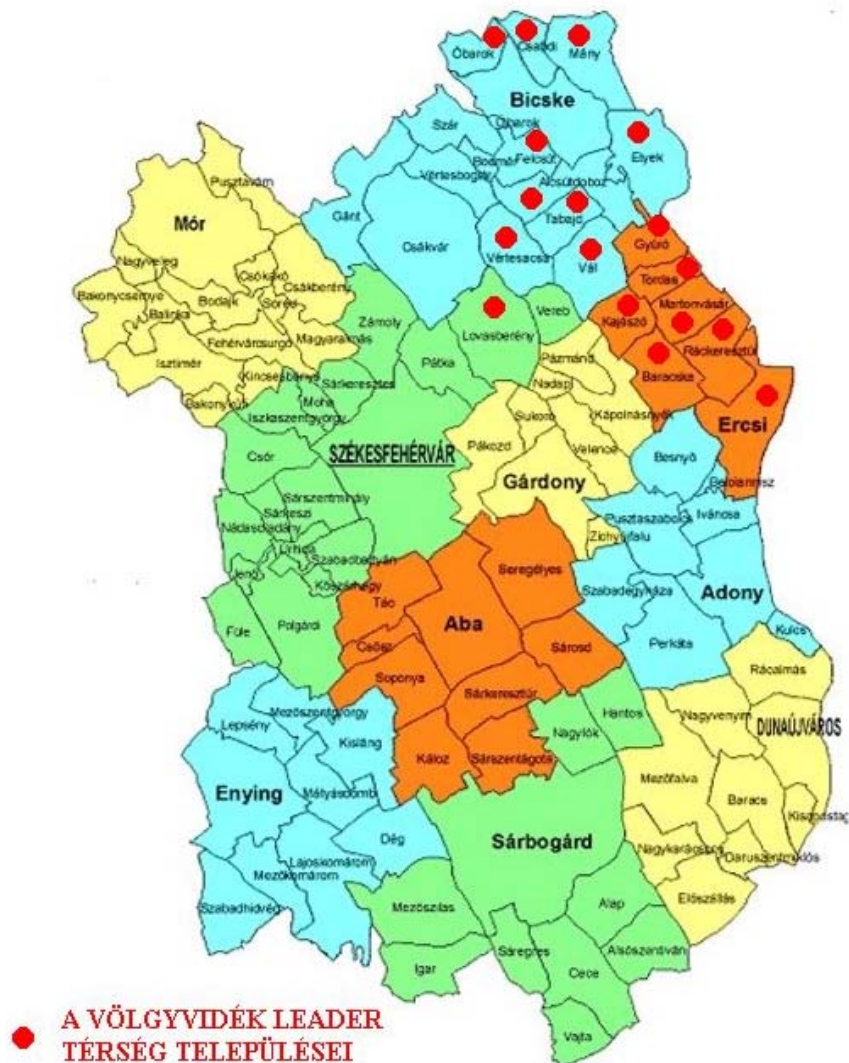 Óbarok
Csabdi
Mány
Bicske
Szár
Újbarok
Bodmér
Felcsút
Etyek
Vértesboglár
Alcsútdoboz
Pusztavám
Tabajd
Gánt
Mór
Csákvár
Vértesacsa
Vál
Gyúró
Nagyveleg
Csókakő
Csákberény
Tordas
Bakonycsernye
Bodajk
Söréd
Martonvásár
Balinka
Zámoly
Lovasberény
Vereb
Kajászó
Fehérvárcsurgó
Magyaralmás
Ráckeresztúr
Isztimér
Pátka
Pázmánd
Baracska
Kincsesbánya
Sárkeresztes
Nadap
Bakonykúti
Moha
Iszkaszentgyörgy
Sukoró
Kápolnásnyék
Ercsi
SZÉKESFEHÉRVÁR
Pákozd
Velence
Csór
Besnyő
Gárdony
Beloiannisz
Sárszentmihály
Sárkeszi
Pusztaszabolcs
Iváncsa
Nádasdladány
Zichyújfalu
Úrhida
Szabadbattyán
Jenő
Kőszárhegy
Seregélyes
Szabadegyháza
Adony
Tác
Aba
Füle
Polgárdi
Kulcs
Csősz
Sárosd
Perkáta
Soponya
Rácalmás
Sárkeresztúr
Mezőszentgyörgy
Hantos
Nagyvenyim
Lepsény
Kisláng
Nagylók
DUNAÚJVÁROS
Káloz
Sárszentágota
Mezőfalva
Enying
Mátyásdomb
Baracs
Kiszpostag
Dég
Sárbogárd
Nagykarácsony
Daruszentmiklós
Lajoskomárom
Mezőkomárom
Előszállás
Szabadhidvég
Mezőszilas
Alap
Sáregres
Alsószentiván
Igar
Cece
Vajta
A VÖLGYVIDÉK LEADER
TÉRSÉG TELEPÜLÉSEI